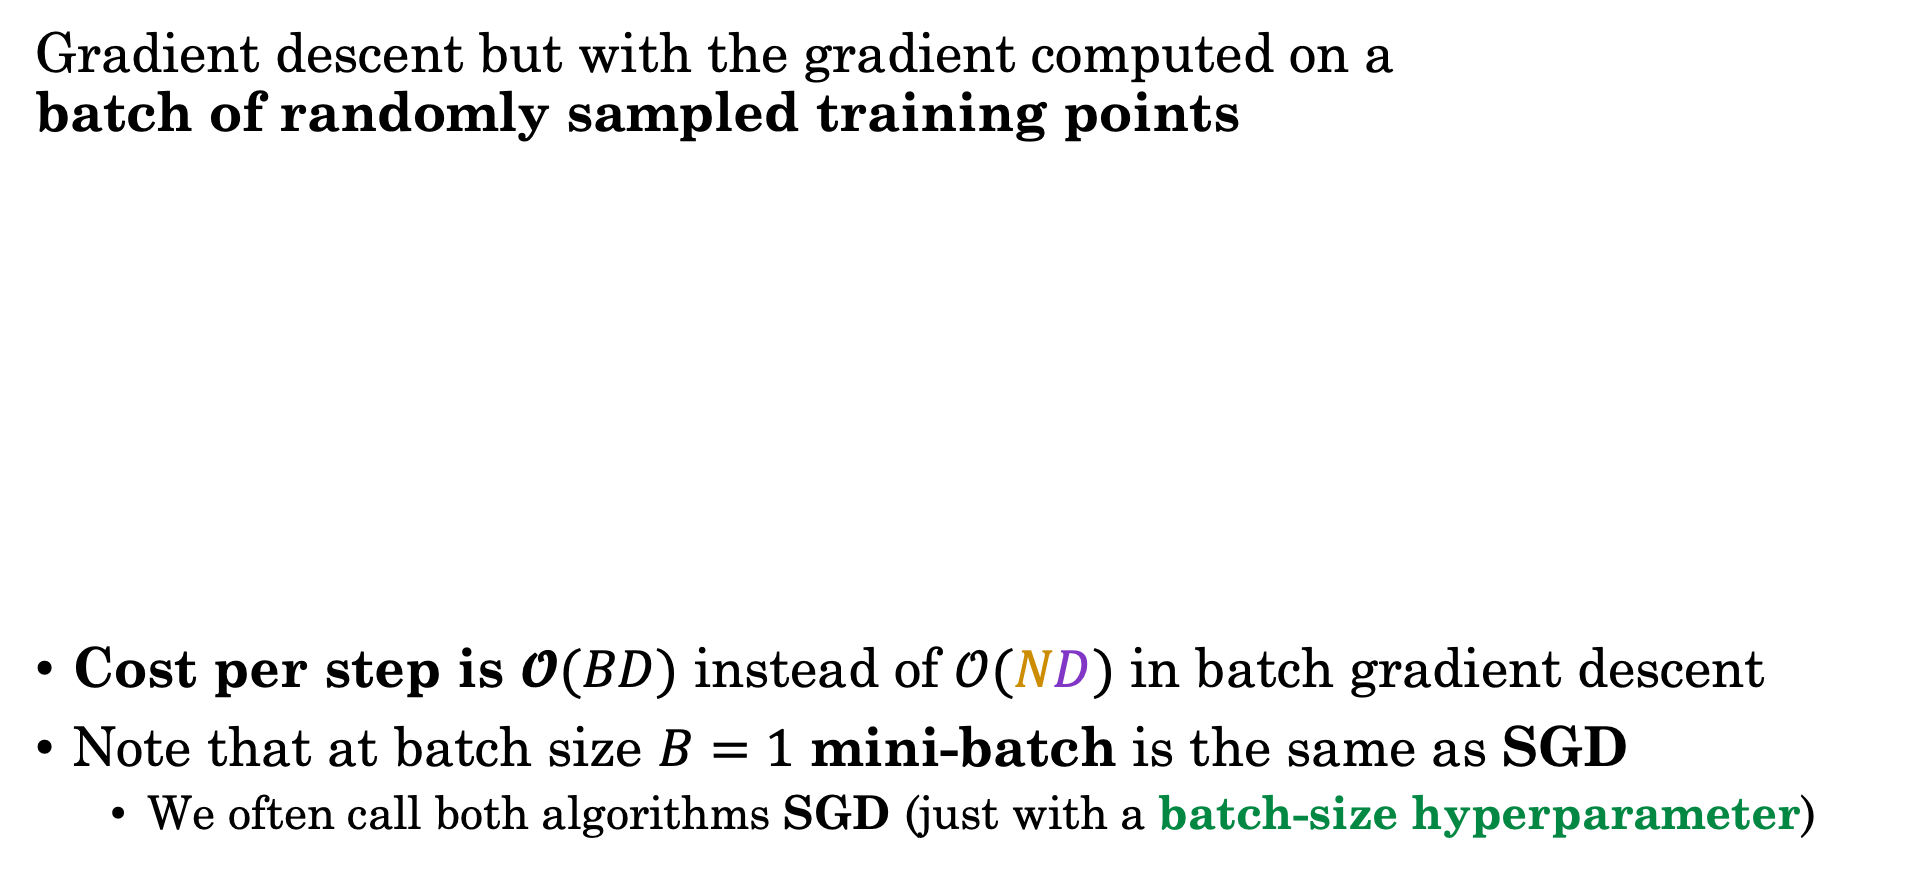 Gradient descent but with the gradient computed on a
batch of randomly sampled training points
• Cost per step is 𝒪(BD) instead of 𝒪(ND) in batch gradient descent
• Note that at batch size B = 1 mini-batch is the same as SGD
• We often call both algorithms SGD (just with a batch-size hyperparameter)